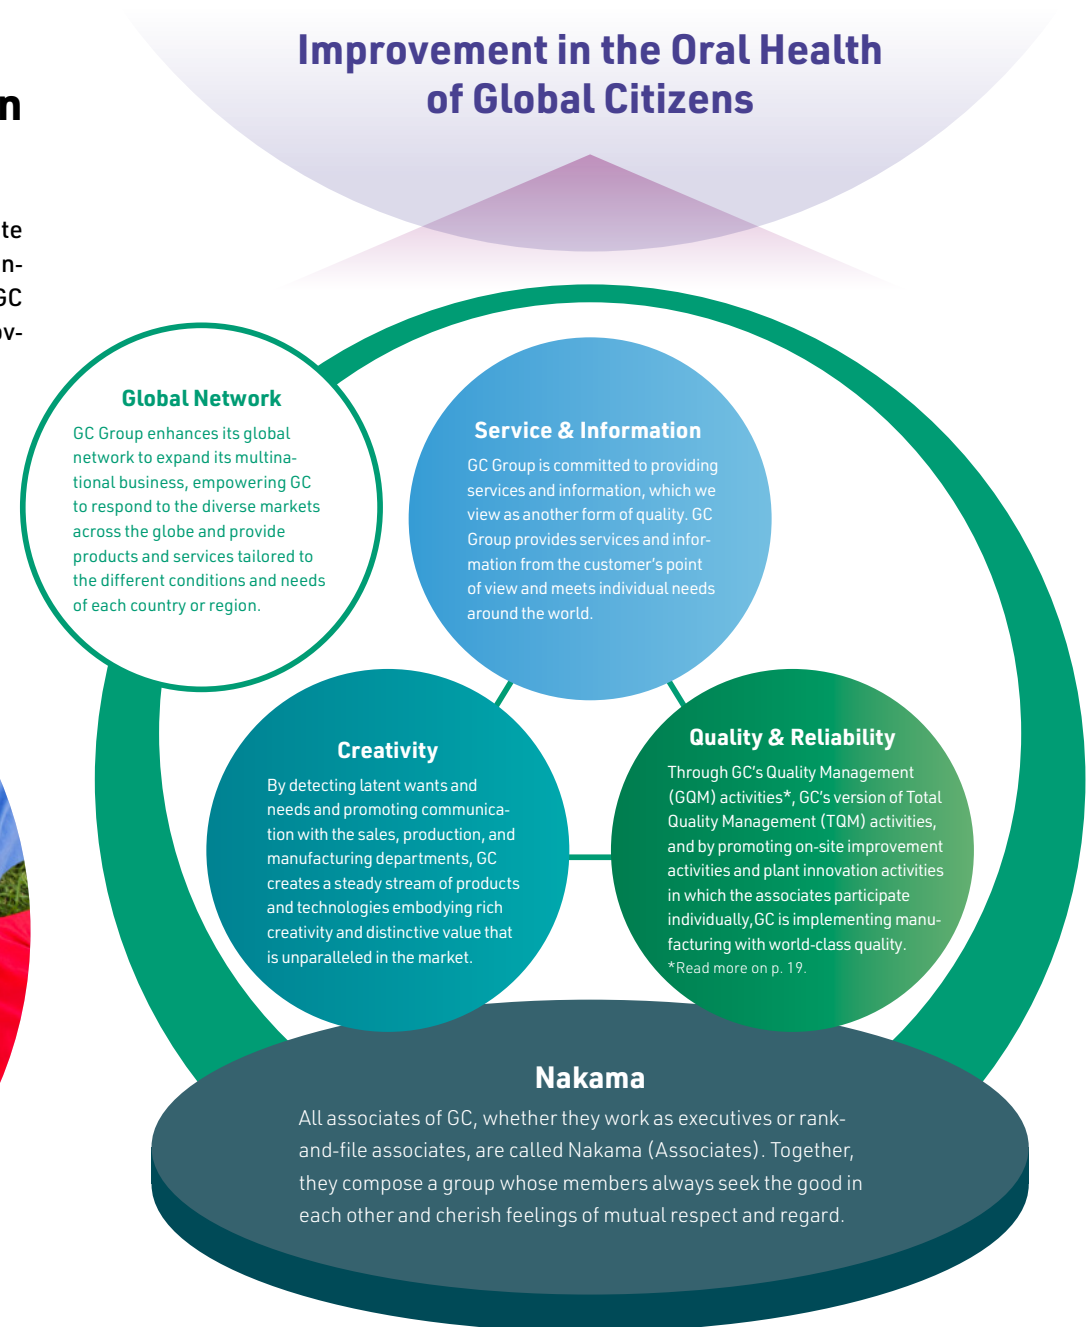 Improvement in the Oral Health
of Global Citizens
n
te
n-
GC
ov-
Global Network
GC Group enhances its global
network to expand its multina-
tional business, empowering GC
to respond to the diverse markets
across the globe and provide
products and services tailored to
the different conditions and needs
of each country or region.
Service & Information
GC Group is committed to providing
services and information, which we
view as another form of quality. GC
Group provides services and infor-
mation from the customer's point
of view and meets individual needs
around the world.
Creativity
By detecting latent wants and
needs and promoting communica-
tion with the sales, production, and
manufacturing departments, GC
creates a steady stream of products
and technologies embodying rich
creativity and distinctive value that
is unparalleled in the market.
Quality & Reliability
Through GC's Quality Management
(GQM) activities*, GC's version of Total
Quality Management (TQM) activities,
and by promoting on-site improvement
activities and plant innovation activities
in which the associates participate
individually,GC is implementing manu-
facturing with world-class quality.
*Read more on p. 19.
Nakama
All associates of GC, whether they work as executives or rank-
and-file associates, are called Nakama (Associates). Together,
they compose a group whose members always seek the good in
each other and cherish feelings of mutual respect and regard.